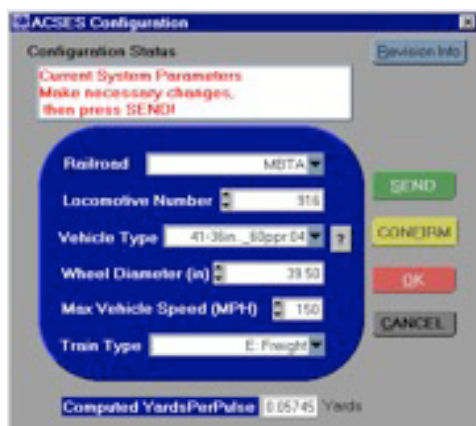 ACSES Configuration
Configuration Status
Revision Info
Current System Parameters
Make necessary changes,
then press SEND!
Railroad MBTA
SEND
Locomotive Number 916
Vehicle Type 41-36in._60ppr:04 ?
CONFIRM
Wheel Diameter (in) 39.50
OK
Max Vehicle Speed (MPH) 150
CANCEL
Train Type E: Freight
Computed YardsPerPulse 0.05745 Yards